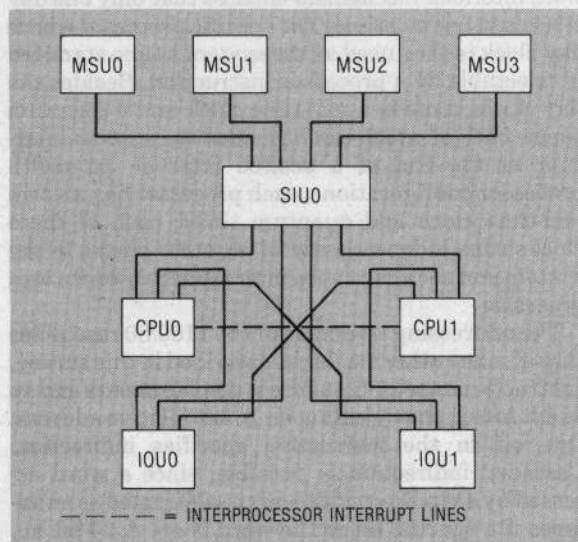 MSU0
MSU1
MSU2
MSU3
SIU0
CPU0
CPU1
IOU0
IOU1
= INTERPROCESSOR INTERRUPT LINES